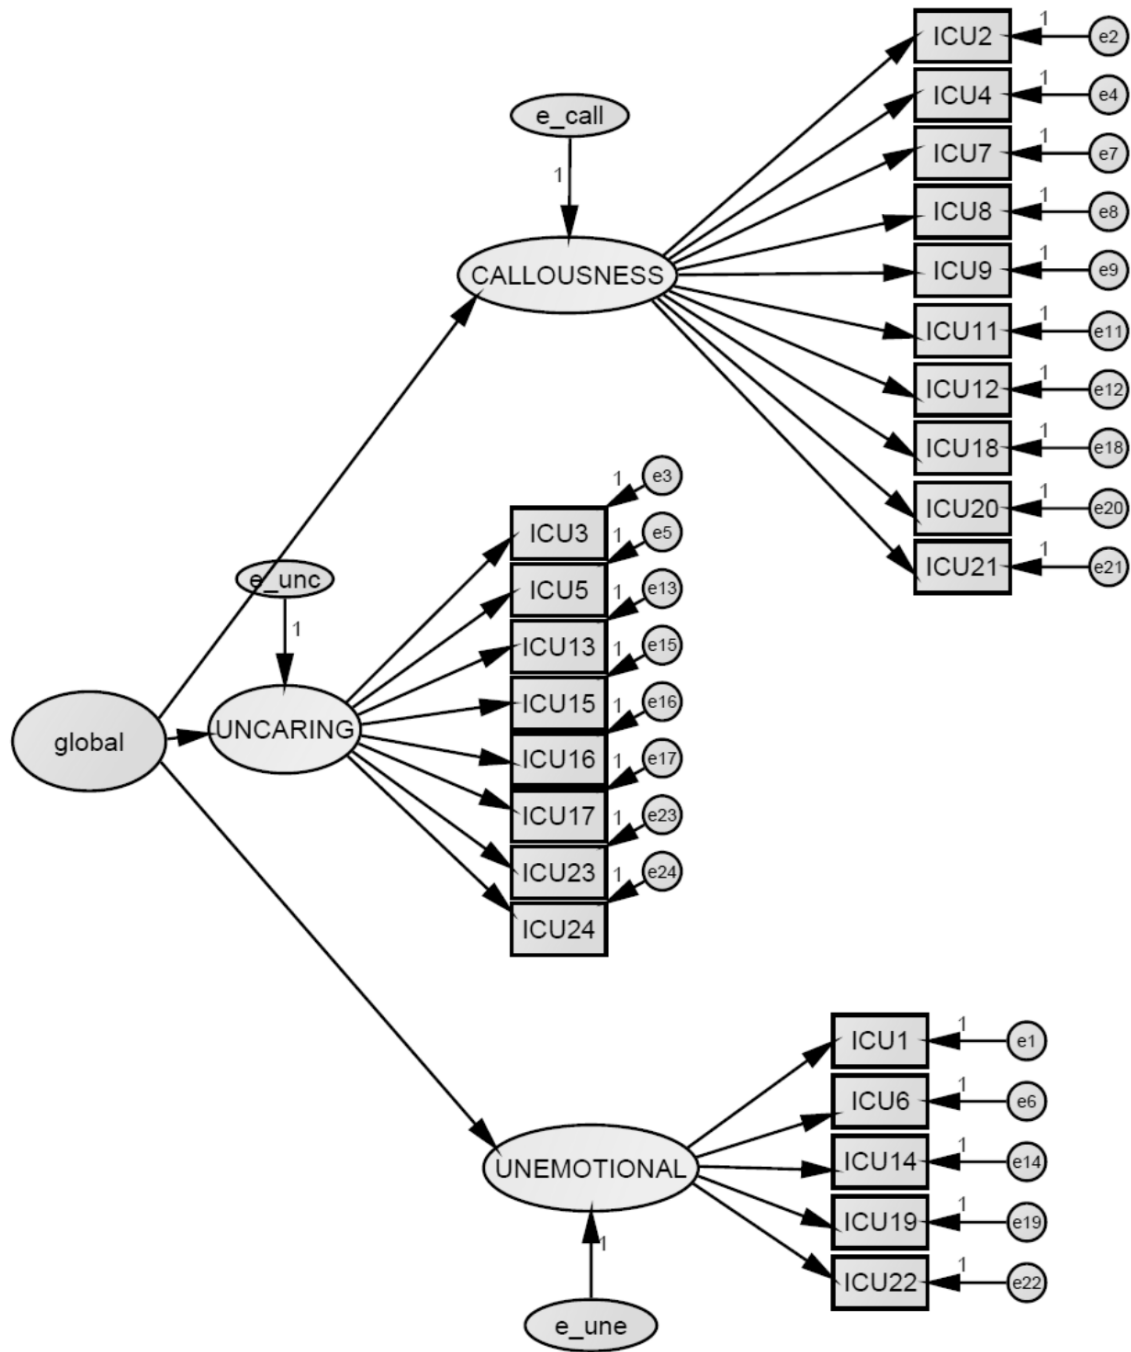 ICU2
1
e2
ICU4
1
e4
ICU7
1
e7
ICU8
1
e8
ICU9
1
e9
ICU11
1
e11
ICU12
1
e12
ICU18
1
e18
ICU20
1
e20
ICU21
1
e21
e_call
1
CALLOUSNESS
ICU3
1
e3
ICU5
1
e5
ICU13
1
e13
ICU15
1
e15
ICU16
1
e16
ICU17
1
e17
ICU23
1
e23
ICU24
1
e24
e_unc
1
UNCARING
global
ICU1
1
e1
ICU6
1
e6
ICU14
1
e14
ICU19
1
e19
ICU22
1
e22
UNEMOTIONAL
1
e_une